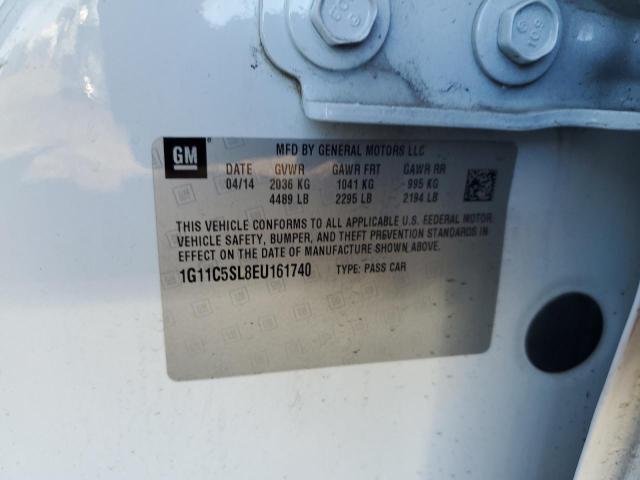 GM
MFD BY GENERAL MOTORS LLC
DATE GVWR GAWR FRT GAWR RR
04/14 2036 KG 1041 KG 995 KG
4489 LB 2295 LB 2194 LB
THIS VEHICLE CONFORMS TO ALL APPLICABLE U.S. FEDERAL MOTOR
VEHICLE SAFETY, BUMPER, AND THEFT PREVENTION STANDARDS
IN EFFECT ON THE DATE OF MANUFACTURE SHOWN ABOVE.
1G11C5SL8EU161740 TYPE: PASS CAR